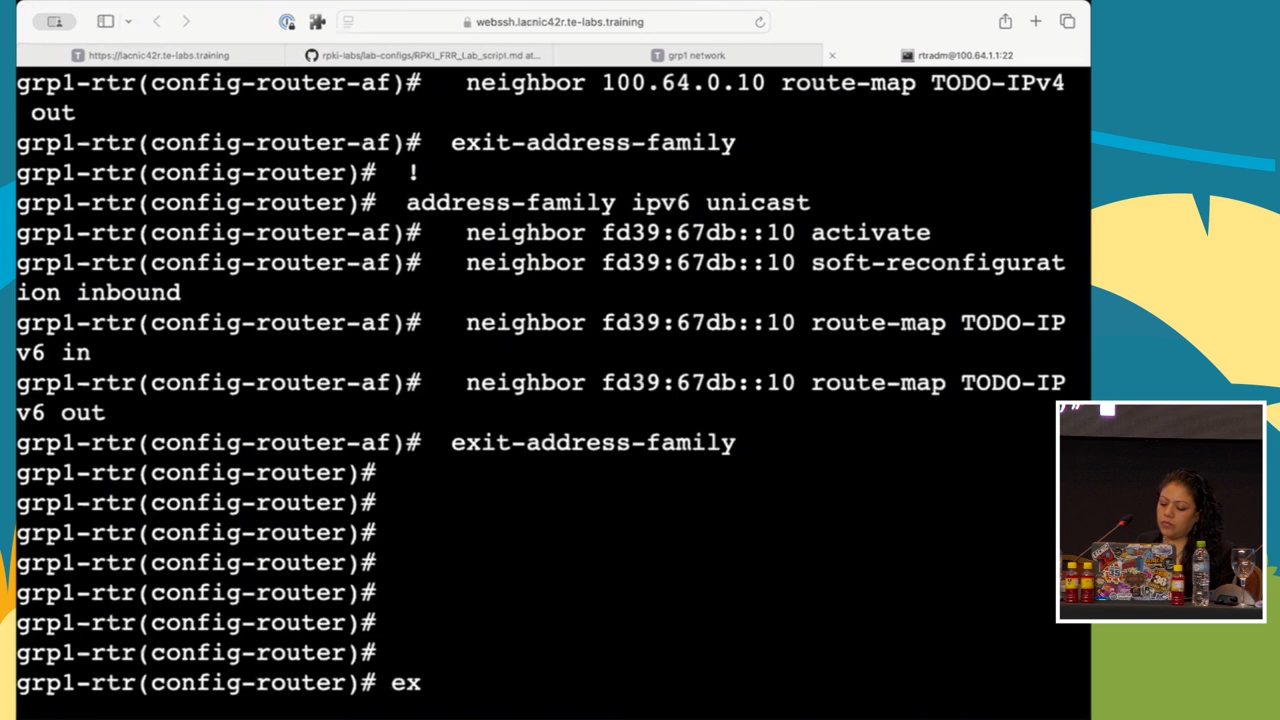 webssh.lacnic42r.te-labs.training
https://lacnic42r.te-labs.training
rpki-labs/lab-configs/RPKI_FRR_Lab_script.md at...
grp1 network
rtradm@100.64.1.1:22
grp1-rtr(config-router-af)#   neighbor 100.64.0.10 route-map TODO-IPv4
 out
grp1-rtr(config-router-af)#  exit-address-family
grp1-rtr(config-router)#  !
grp1-rtr(config-router)#  address-family ipv6 unicast
grp1-rtr(config-router-af)#   neighbor fd39:67db::10 activate
grp1-rtr(config-router-af)#   neighbor fd39:67db::10 soft-reconfigurat
ion inbound
grp1-rtr(config-router-af)#   neighbor fd39:67db::10 route-map TODO-IP
v6 in
grp1-rtr(config-router-af)#   neighbor fd39:67db::10 route-map TODO-IP
v6 out
grp1-rtr(config-router-af)#  exit-address-family
grp1-rtr(config-router)#
grp1-rtr(config-router)#
grp1-rtr(config-router)#
grp1-rtr(config-router)#
grp1-rtr(config-router)#
grp1-rtr(config-router)#
grp1-rtr(config-router)#
grp1-rtr(config-router)# ex